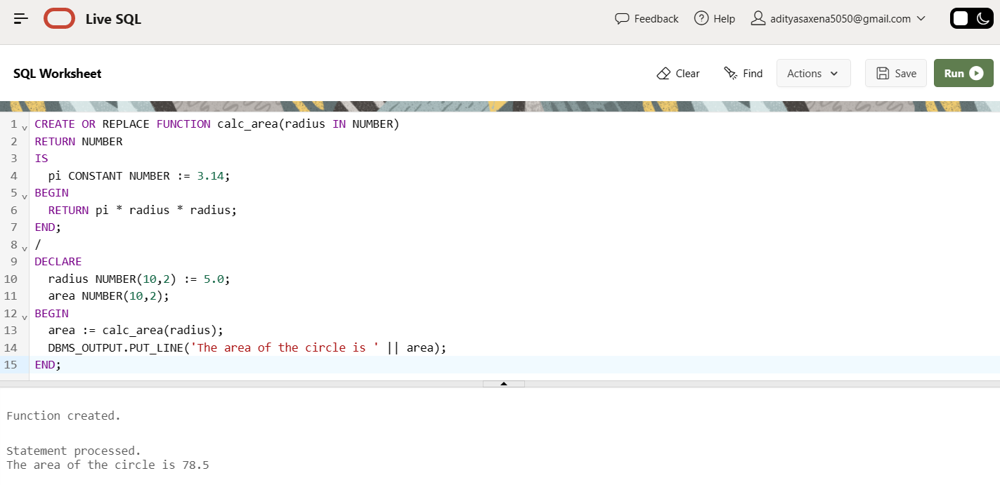 Live SQL
Feedback
Help
adityasaxena5050@gmail.com
SQL Worksheet
Clear
Find
Actions
Save
Run
1 CREATE OR REPLACE FUNCTION calc_area(radius IN NUMBER)
2 RETURN NUMBER
3 IS
4   pi CONSTANT NUMBER := 3.14;
5 BEGIN
6   RETURN pi * radius * radius;
7 END;
8 /
9 DECLARE
10   radius NUMBER(10,2) := 5.0;
11   area NUMBER(10,2);
12 BEGIN
13   area := calc_area(radius);
14   DBMS_OUTPUT.PUT_LINE('The area of the circle is ' || area);
15 END;
Function created.
Statement processed.
The area of the circle is 78.5